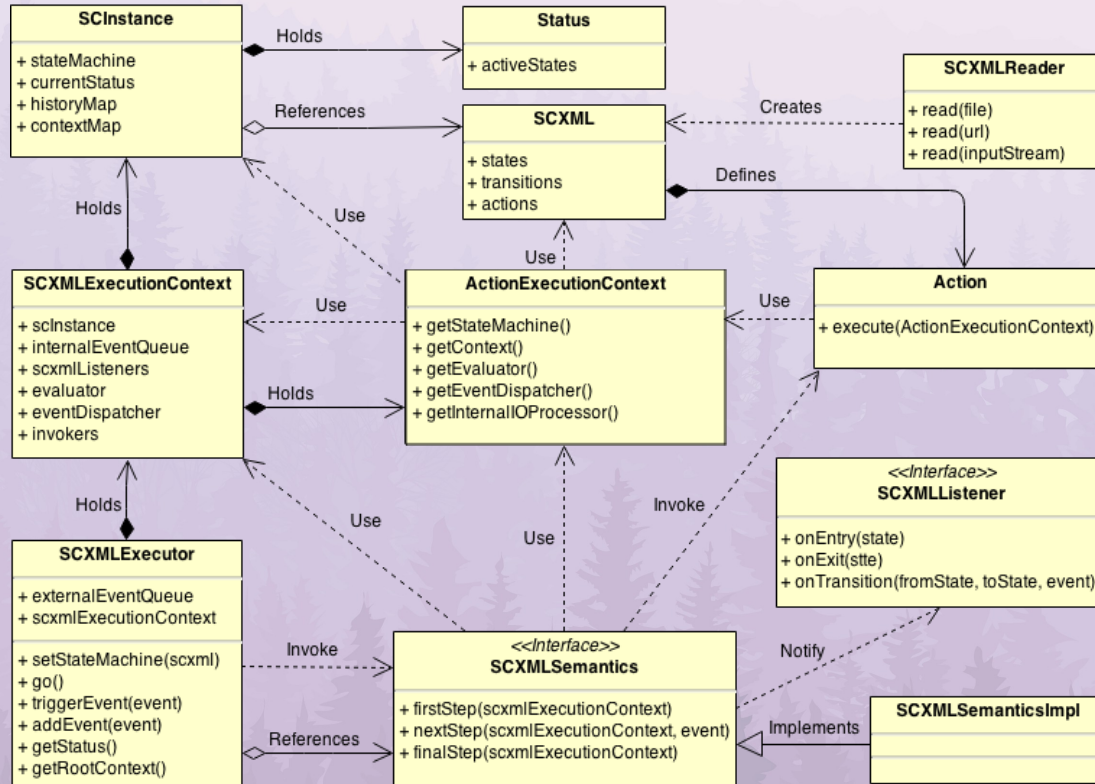 SCInstance
+ stateMachine
+ currentStatus
+ historyMap
+ contextMap
Holds
Status
+ activeStates
References
SCXML
+ states
+ transitions
+ actions
Creates
SCXMLReader
+ read(file)
+ read(url)
+ read(inputStream)
Defines
Holds
Use
Use
SCXMLExecutionContext
+ scInstance
+ internalEventQueue
+ scxmlListeners
+ evaluator
+ eventDispatcher
+ invokers
Use
Holds
ActionExecutionContext
+ getStateMachine()
+ getContext()
+ getEvaluator()
+ getEventDispatcher()
+ getInternalIOProcessor()
Use
Action
+ execute(ActionExecutionContext)
Holds
Use
Use
Invoke
<<Interface>>
SCXMLListener
+ onEntry(state)
+ onExit(stte)
+ onTransition(fromState, toState, event)
SCXMLExecutor
+ externalEventQueue
+ scxmlExecutionContext
+ setStateMachine(scxml)
+ go()
+ triggerEvent(event)
+ addEvent(event)
+ getStatus()
+ getRootContext()
Invoke
References
<<Interface>>
SCXMLSemantics
+ firstStep(scxmlExecutionContext)
+ nextStep(scxmlExecutionContext, event)
+ finalStep(scxmlExecutionContext)
Notify
Implements
SCXMLSemanticsImpl